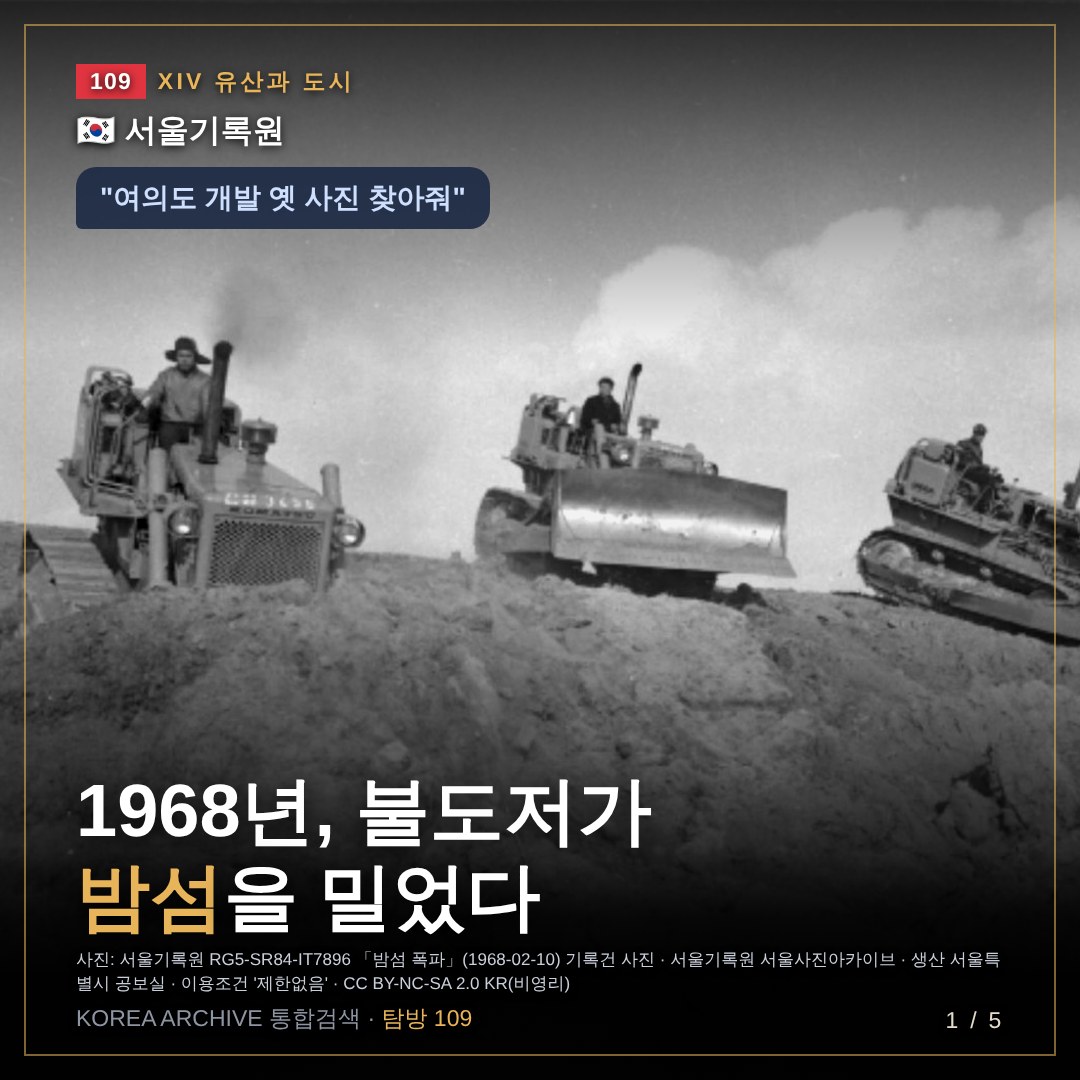 109 XIV 유산과 도시
🇰🇷 서울기록원
"여의도 개발 옛 사진 찾아줘"
1968년, 불도저가
밤섬을 밀었다
사진: 서울기록원 RG5-SR84-IT7896 「밤섬 폭파」(1968-02-10) 기록건 사진 · 서울기록원 서울사진아카이브 · 생산 서울특
별시 공보실 · 이용조건 '제한없음' · CC BY-NC-SA 2.0 KR(비영리)
KOREA ARCHIVE 통합검색 · 탐방 109
1 / 5